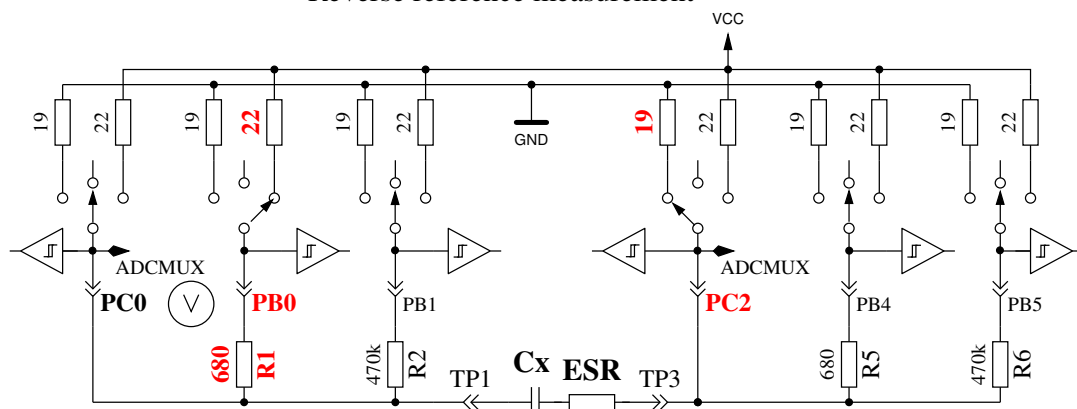 Reverse reference measurement
VCC
19
22
19
22
19
22
GND
19
22
19
22
19
22
ADCMUX
ADCMUX
PC0
V
PB0
PB1
PC2
PB4
PB5
680
R1
470k
R2
680
R5
470k
R6
TP1
Cx
ESR
TP3